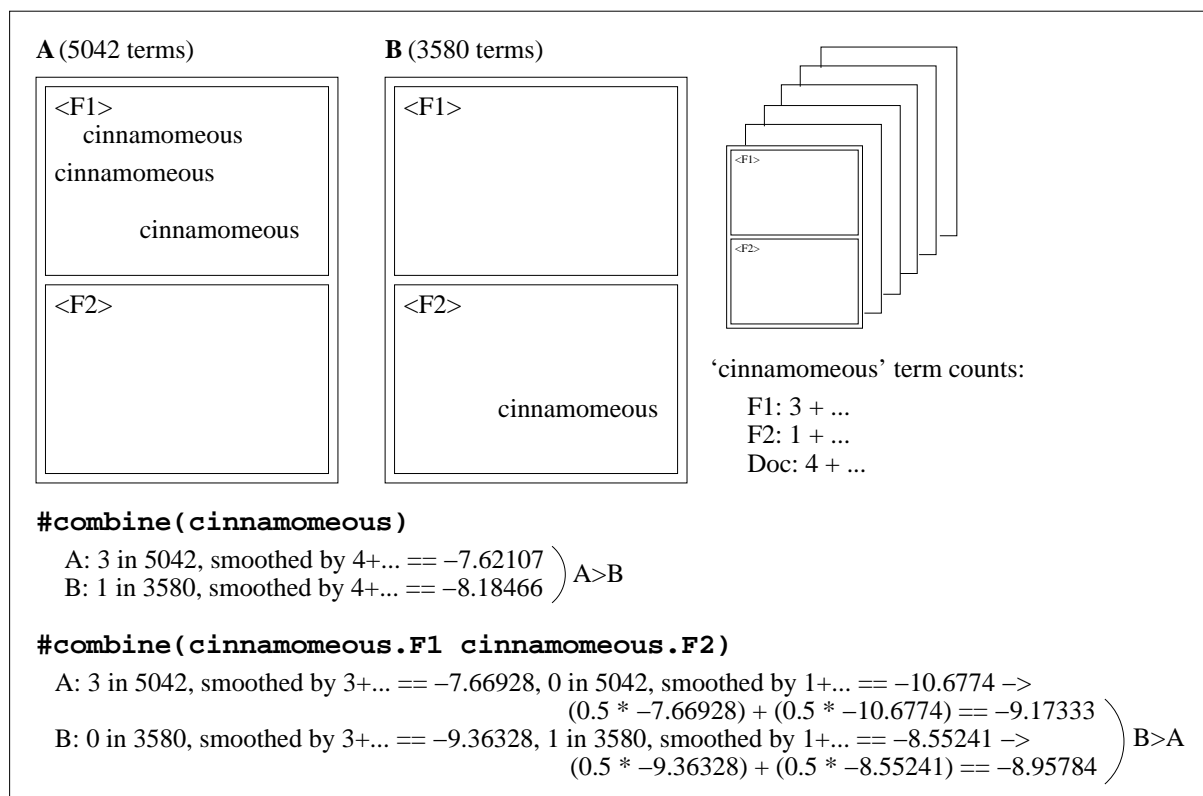 A (5042 terms)
B (3580 terms)
<F1>
cinnamomeous
cinnamomeous
cinnamomeous
<F2>
<F1>
<F2>
cinnamomeous
<F1>
<F2>
‘cinnamomeous’ term counts:
F1: 3 + ...
F2: 1 + ...
Doc: 4 + ...
#combine(cinnamomeous)
A: 3 in 5042, smoothed by 4+... == −7.62107
B: 1 in 3580, smoothed by 4+... == −8.18466
A>B
#combine(cinnamomeous.F1 cinnamomeous.F2)
A: 3 in 5042, smoothed by 3+... == −7.66928, 0 in 5042, smoothed by 1+... == −10.6774 −>
(0.5 * −7.66928) + (0.5 * −10.6774) == −9.17333
B: 0 in 3580, smoothed by 3+... == −9.36328, 1 in 3580, smoothed by 1+... == −8.55241 −>
(0.5 * −9.36328) + (0.5 * −8.55241) == −8.95784
B>A